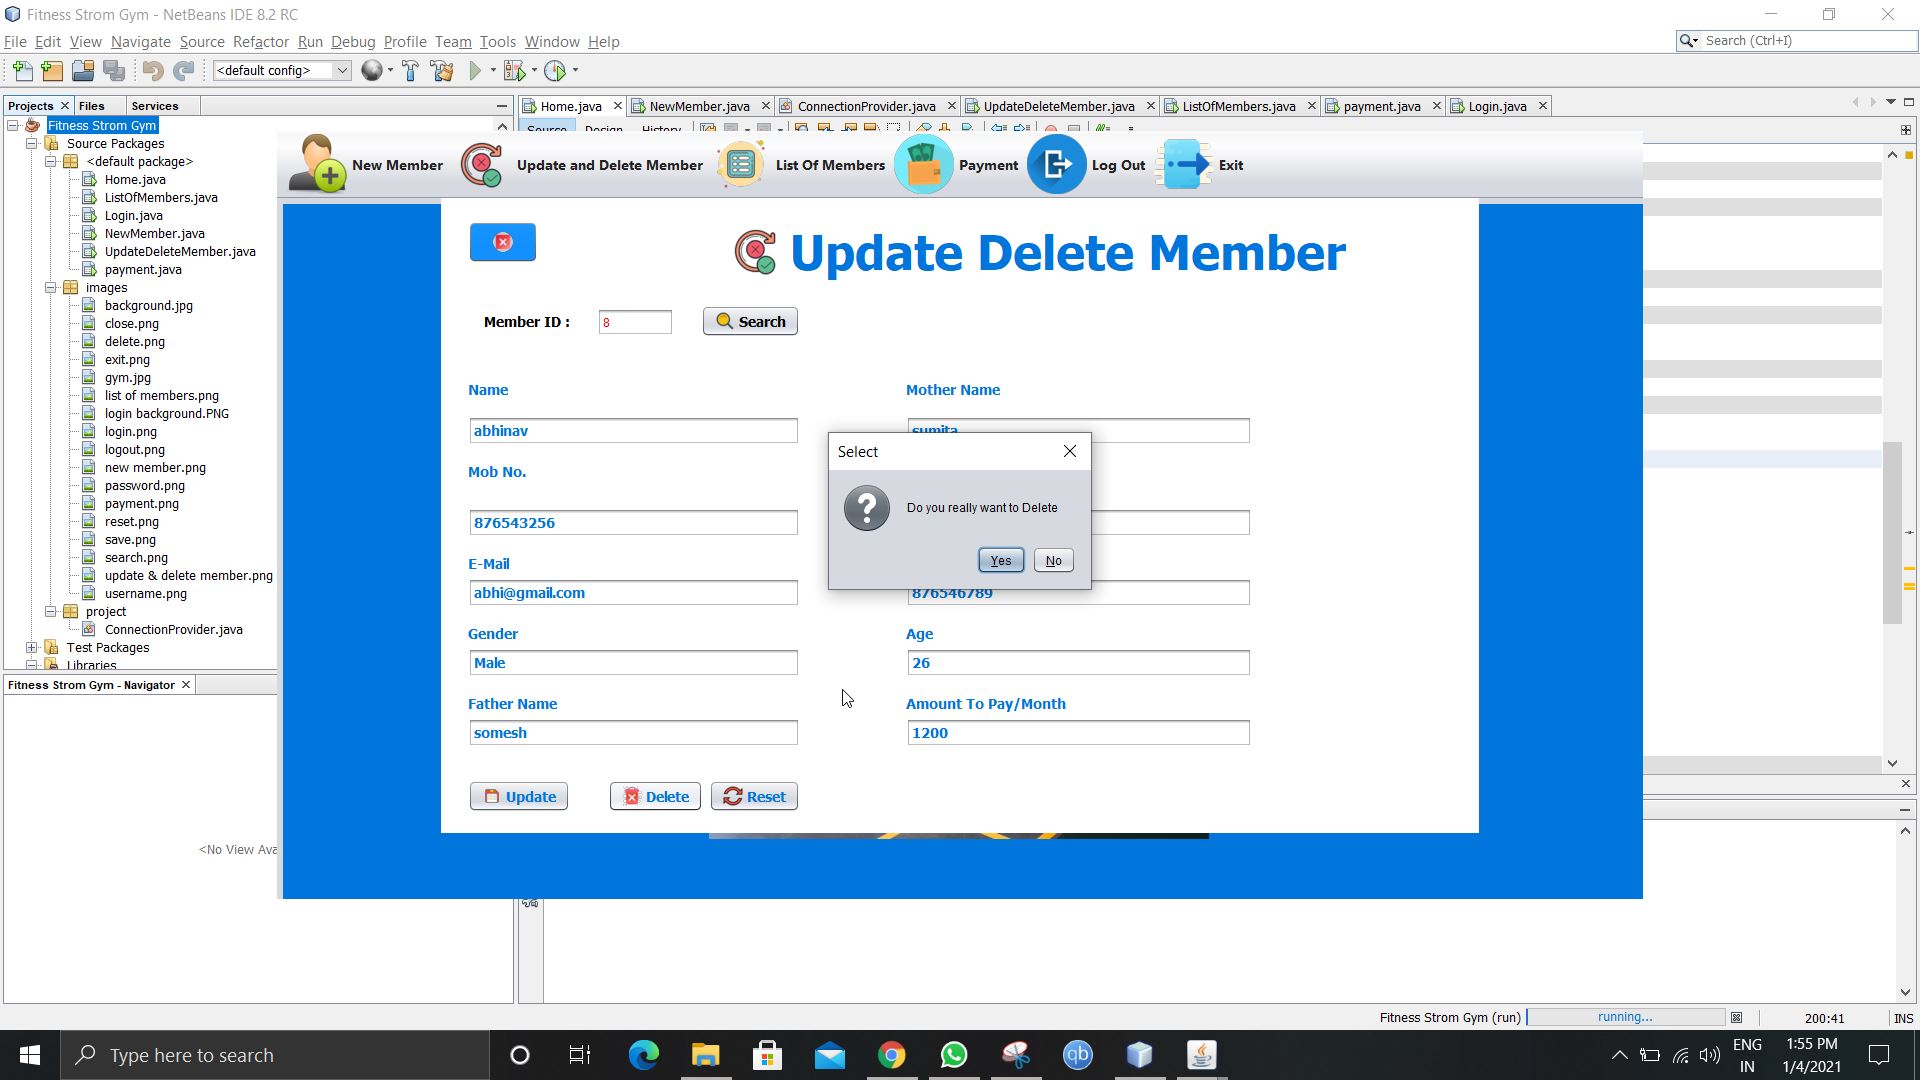 Fitness Strom Gym - NetBeans IDE 8.2 RC
File Edit View Navigate Source Refactor Run Debug Profile Team Tools Window Help
Search (Ctrl+I)
<default config>
Projects Files Services
Home.java NewMember.java ConnectionProvider.java UpdateDeleteMember.java ListOfMembers.java payment.java Login.java
Source Design History
Fitness Strom Gym
Source Packages
<default package>
Home.java
ListOfMembers.java
Login.java
NewMember.java
UpdateDeleteMember.java
payment.java
images
background.jpg
close.png
delete.png
exit.png
gym.jpg
list of members.png
login background.PNG
login.png
logout.png
new member.png
password.png
payment.png
reset.png
save.png
search.png
update & delete member.png
username.png
project
ConnectionProvider.java
Test Packages
Libraries
Fitness Strom Gym - Navigator
<No View Ava
New Member Update and Delete Member List Of Members Payment Log Out Exit
Update Delete Member
Member ID : 8 Search
Name Mother Name
abhinav sumita
Mob No.
876543256
E-Mail
abhi@gmail.com 876546789
Gender Age
Male 26
Father Name Amount To Pay/Month
somesh 1200
Update Delete Reset
Select
Do you really want to Delete
Yes No
Fitness Strom Gym (run) running... 200:41 INS
Type here to search
qb
ENG
IN
1:55 PM
1/4/2021